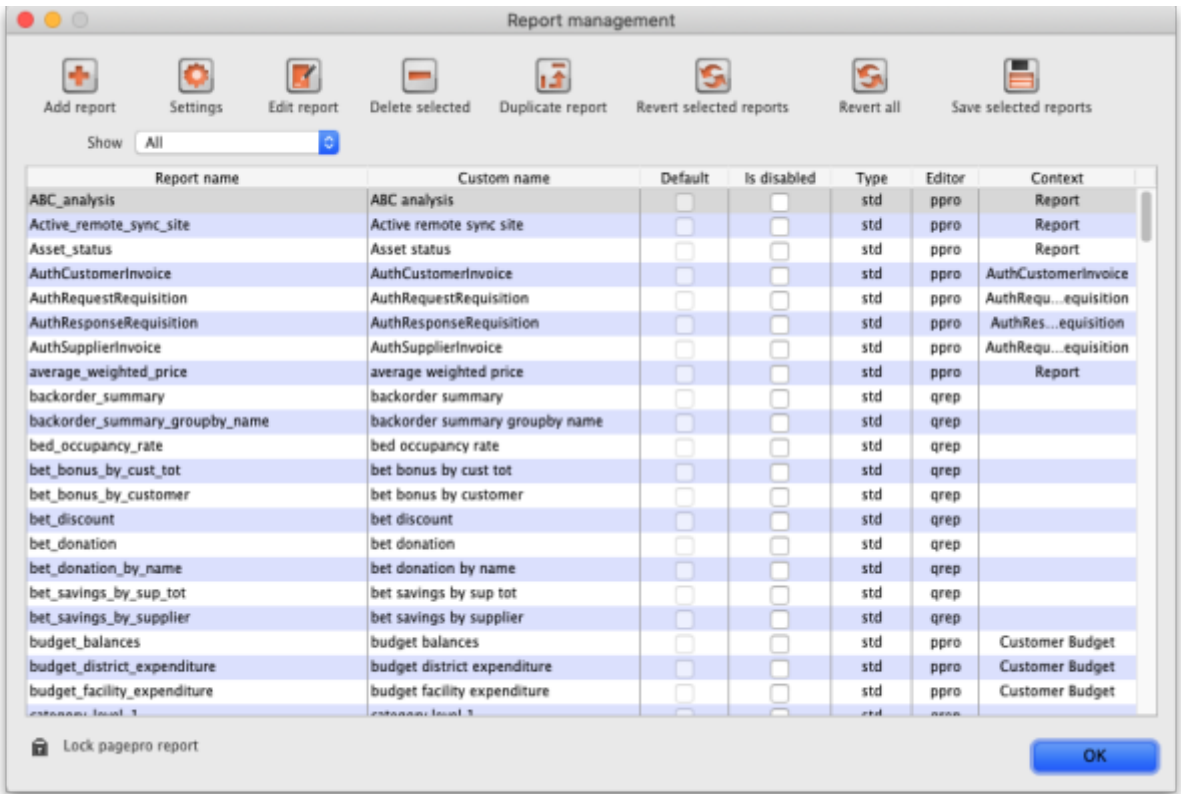 Report management
Add report Settings Edit report Delete selected Duplicate report Revert selected reports Revert all Save selected reports
Show All
Report name Custom name Default Is disabled Type Editor Context
ABC_analysis ABC analysis std ppro Report
Active_remote_sync_site Active remote sync site std ppro Report
Asset_status Asset status std ppro Report
AuthCustomerInvoice AuthCustomerInvoice std ppro AuthCustomerInvoice
AuthRequestRequisition AuthRequestRequisition std ppro AuthRequ...equisition
AuthResponseRequisition AuthResponseRequisition std ppro AuthRes...equisition
AuthSupplierInvoice AuthSupplierInvoice std ppro AuthRequ...equisition
average_weighted_price average weighted price std ppro Report
backorder_summary backorder summary std qrep
backorder_summary_groupby_name backorder summary groupby name std qrep
bed_occupancy_rate bed occupancy rate std qrep
bet_bonus_by_cust_tot bet bonus by cust tot std qrep
bet_bonus_by_customer bet bonus by customer std qrep
bet_discount bet discount std qrep
bet_donation bet donation std qrep
bet_donation_by_name bet donation by name std qrep
bet_savings_by_sup_tot bet savings by sup tot std qrep
bet_savings_by_supplier bet savings by supplier std qrep
budget_balances budget balances std ppro Customer Budget
budget_district_expenditure budget district expenditure std ppro Customer Budget
budget_facility_expenditure budget facility expenditure std ppro Customer Budget
category_level_1 category level 1 std qrep
Lock pagepro report
OK